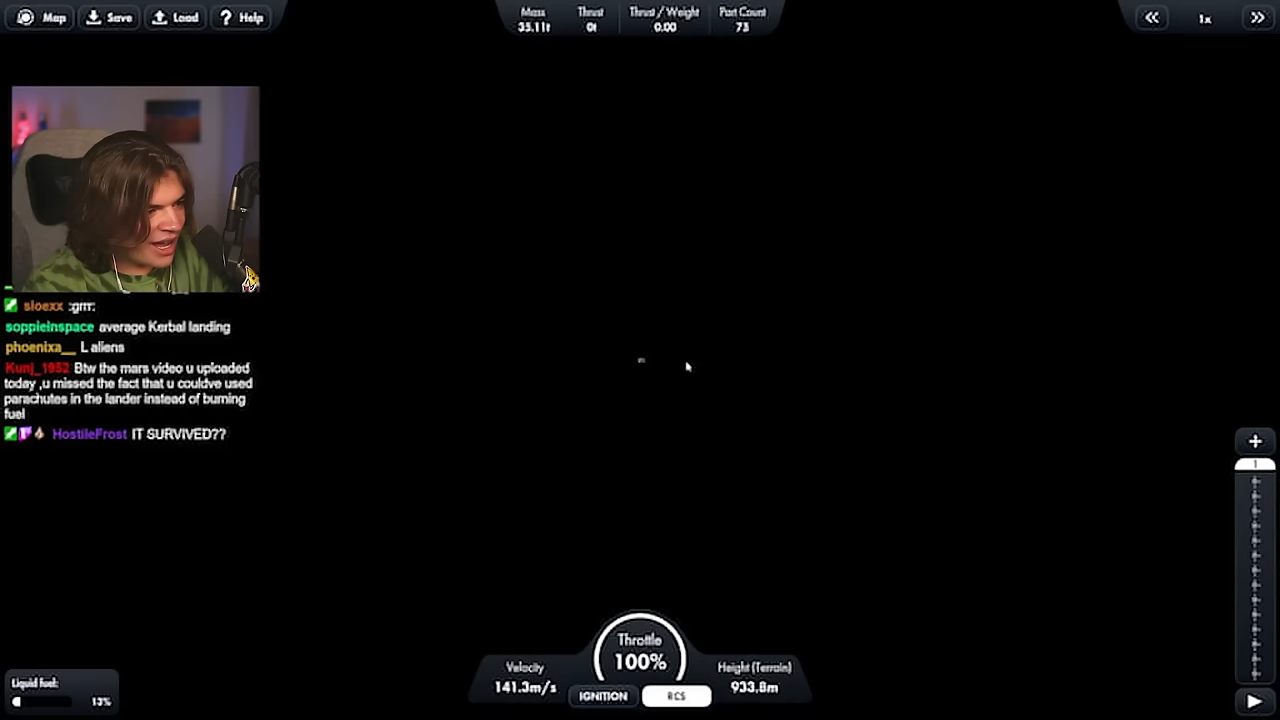 Map Save Load ? Help
Mass Thrust Thrust / Weight Part Count
35.11t 0t 0.00 73
1x
sloexx :grrr:
soppieinspace average Kerbal landing
phoenixa__ L aliens
Kunj_1952 Btw the mars video u uploaded
today ,u missed the fact that u couldve used
parachutes in the lander instead of burning
fuel
HostileFrost IT SURVIVED??
+
1
Throttle
100%
Velocity
141.3m/s
Height (Terrain)
933.8m
IGNITION RCS
Liquid fuel:
13%